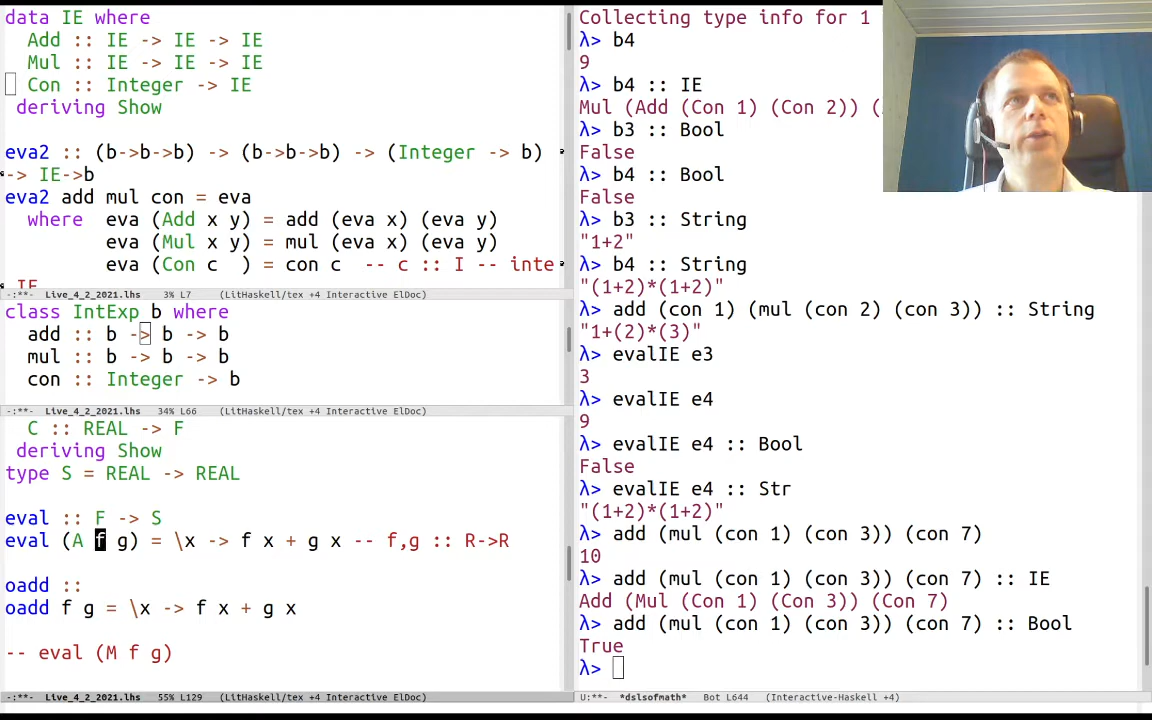 data IE where
Add :: IE -> IE -> IE
Mul :: IE -> IE -> IE
Con :: Integer -> IE
deriving Show
eva2 :: (b->b->b) -> (b->b->b) -> (Integer -> b)
-> IE->b
eva2 add mul con = eva
where eva (Add x y) = add (eva x) (eva y)
eva (Mul x y) = mul (eva x) (eva y)
eva (Con c ) = con c -- c :: I -- inte
IE
-:**- Live_4_2_2021.lhs 3% L7 (LitHaskell/tex +4 Interactive ElDoc)
class IntExp b where
add :: b -> b -> b
mul :: b -> b -> b
con :: Integer -> b
-:**- Live_4_2_2021.lhs 34% L66 (LitHaskell/tex +4 Interactive ElDoc)
C :: REAL -> F
deriving Show
type S = REAL -> REAL
eval :: F -> S
eval (A f g) = \x -> f x + g x -- f,g :: R->R
oadd ::
oadd f g = \x -> f x + g x
-- eval (M f g)
-:**- Live_4_2_2021.lhs 55% L129 (LitHaskell/tex +4 Interactive ElDoc)
Collecting type info for 1
λ> b4
9
λ> b4 :: IE
Mul (Add (Con 1) (Con 2)) (
λ> b3 :: Bool
False
λ> b4 :: Bool
False
λ> b3 :: String
"1+2"
λ> b4 :: String
"(1+2)*(1+2)"
λ> add (con 1) (mul (con 2) (con 3)) :: String
"1+(2)*(3)"
λ> evalIE e3
3
λ> evalIE e4
9
λ> evalIE e4 :: Bool
False
λ> evalIE e4 :: Str
"(1+2)*(1+2)"
λ> add (mul (con 1) (con 3)) (con 7)
10
λ> add (mul (con 1) (con 3)) (con 7) :: IE
Add (Mul (Con 1) (Con 3)) (Con 7)
λ> add (mul (con 1) (con 3)) (con 7) :: Bool
True
λ>
U:**- *dslsofmath* Bot L644 (Interactive-Haskell +4)